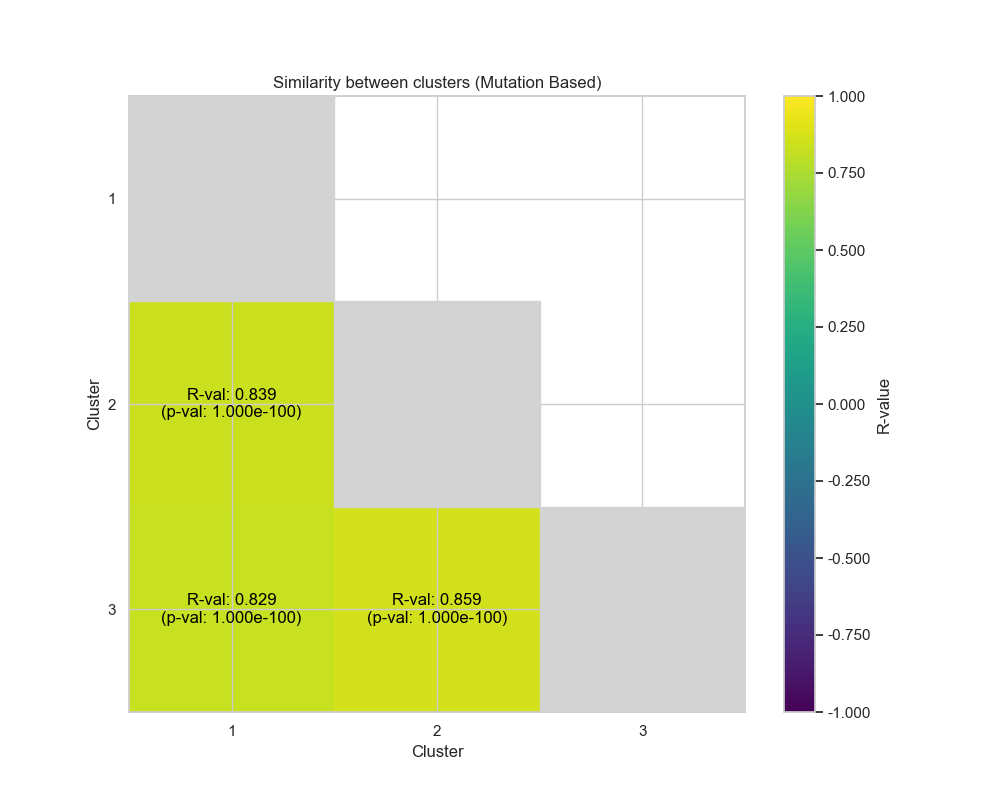 Similarity between clusters (Mutation Based)
1
2
3
Cluster
R-val: 0.839
(p-val: 1.000e-100)
R-val: 0.829
(p-val: 1.000e-100)
R-val: 0.859
(p-val: 1.000e-100)
1
2
3
Cluster
1.000
0.750
0.500
0.250
0.000
-0.250
-0.500
-0.750
-1.000
R-value